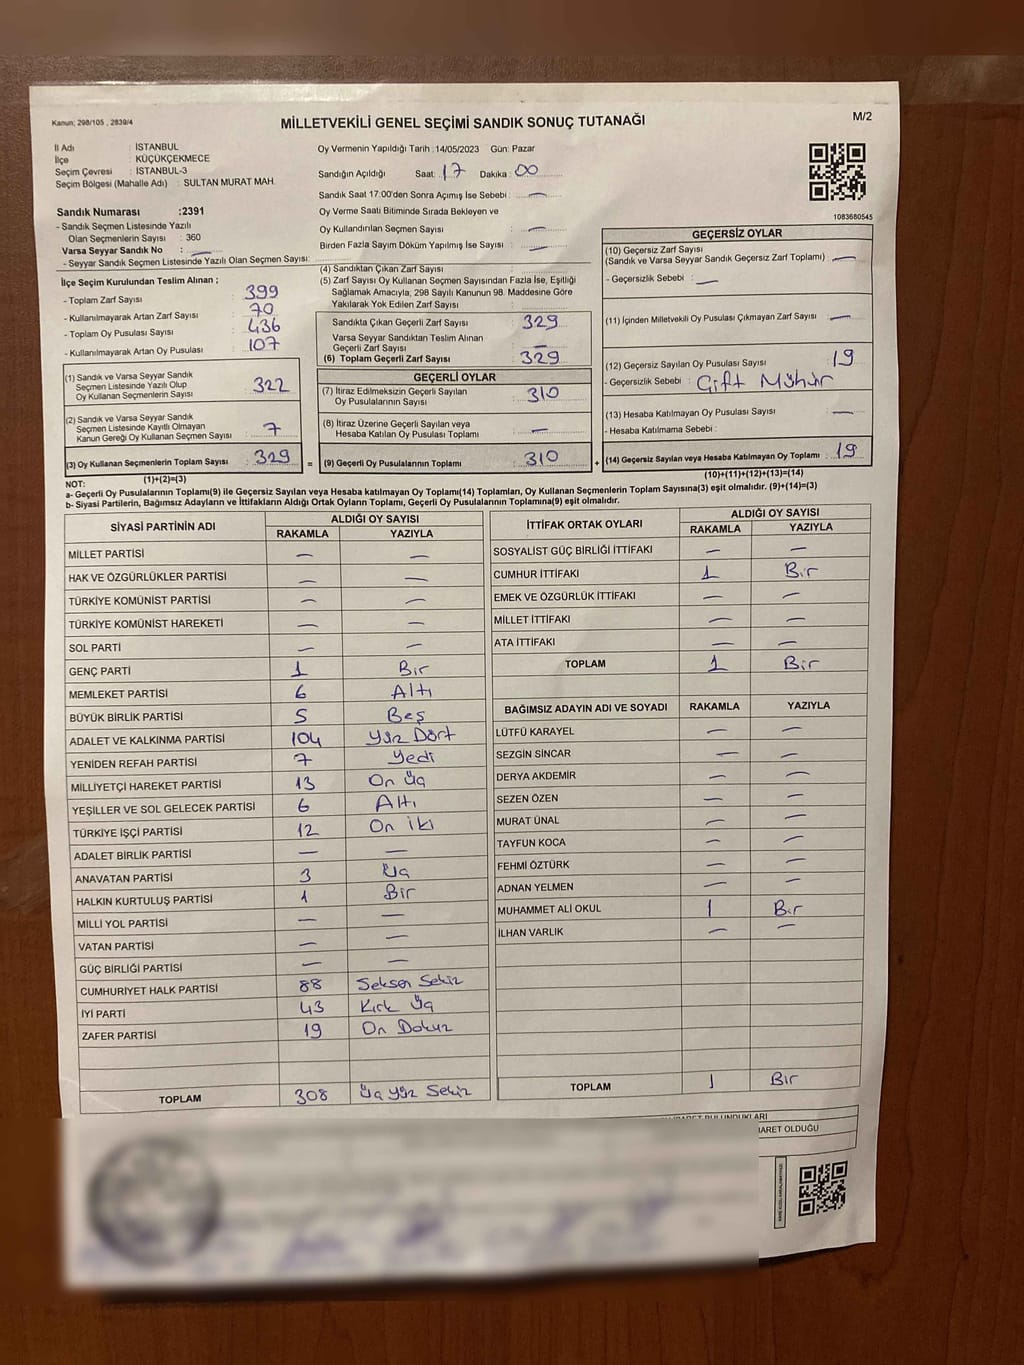 Kanun; 298/105 , 2839/4
MİLLETVEKİLİ GENEL SEÇİMİ SANDIK SONUÇ TUTANAĞI
M/2
İl Adı : İSTANBUL
İlçe : KÜÇÜKÇEKMECE
Seçim Çevresi : İSTANBUL-3
Seçim Bölgesi (Mahalle Adı) : SULTAN MURAT MAH.
Sandık Numarası :2391
- Sandık Seçmen Listesinde Yazılı
Olan Seçmenlerin Sayısı : 360
Varsa Seyyar Sandık No : —
- Seyyar Sandık Seçmen Listesinde Yazılı Olan Seçmen Sayısı:
Oy Vermenin Yapıldığı Tarih :14/05/2023 Gün: Pazar
Sandığın Açıldığı Saat: 17 Dakika: 00
Sandık Saat 17:00'den Sonra Açımış İse Sebebi : —
Oy Verme Saati Bitiminde Sırada Bekleyen ve
Oy Kullandırılan Seçmen Sayısı : —
Birden Fazla Sayım Döküm Yapılmış İse Sayısı : —
1083680545
İlçe Seçim Kurulundan Teslim Alınan ;
- Toplam Zarf Sayısı : 399
- Kullanılmayarak Artan Zarf Sayısı : 70
- Toplam Oy Pusulası Sayısı : 436
- Kullanılmayarak Artan Oy Pusulası : 107
(4) Sandıktan Çıkan Zarf Sayısı :
(5) Zarf Sayısı Oy Kullanan Seçmen Sayısından Fazla İse, Eşitliği
Sağlamak Amacıyla, 298 Sayılı Kanunun 98. Maddesine Göre
Yakılarak Yok Edilen Zarf Sayısı :
Sandıkta Çıkan Geçerli Zarf Sayısı : 329
Varsa Seyyar Sandıktan Teslim Alınan
Geçerli Zarf Sayısı : —
(6) Toplam Geçerli Zarf Sayısı : 329
GEÇERSİZ OYLAR
(10) Geçersiz Zarf Sayısı
(Sandık ve Varsa Seyyar Sandık Geçersiz Zarf Toplamı) : —
- Geçersizlik Sebebi : —
(11) İçinden Milletvekili Oy Pusulası Çıkmayan Zarf Sayısı : —
(12) Geçersiz Sayılan Oy Pusulası Sayısı : 19
- Geçersizlik Sebebi : Çift Mühür
(13) Hesaba Katılmayan Oy Pusulası Sayısı : —
- Hesaba Katılmama Sebebi :
(14) Geçersiz Sayılan veya Hesaba Katılmayan Oy Toplamı : 19
(10)+(11)+(12)+(13)=(14)
(1) Sandık ve Varsa Seyyar Sandık
Seçmen Listesinde Yazılı Olup
Oy Kullanan Seçmenlerin Sayısı : 322
(2) Sandık ve Varsa Seyyar Sandık
Seçmen Listesinde Kayıtlı Olmayan
Kanun Gereği Oy Kullanan Seçmen Sayısı : 7
(3) Oy Kullanan Seçmenlerin Toplam Sayısı : 329
(1)+(2)=(3)
GEÇERLİ OYLAR
(7) İtiraz Edilmeksizin Geçerli Sayılan
Oy Pusulalarının Sayısı : 310
(8) İtiraz Üzerine Geçerli Sayılan veya
Hesaba Katılan Oy Pusulası Toplamı : —
= (9) Geçerli Oy Pusulalarının Toplamı : 310 +
NOT:
a- Geçerli Oy Pusulalarının Toplamı(9) ile Geçersiz Sayılan veya Hesaba katılmayan Oy Toplamı(14) Toplamları, Oy Kullanan Seçmenlerin Toplam Sayısına(3) eşit olmalıdır. (9)+(14)=(3)
b- Siyasi Partilerin, Bağımsız Adayların ve İttifakların Aldığı Ortak Oyların Toplamı, Geçerli Oy Pusulalarının Toplamına(9) eşit olmalıdır.
SİYASİ PARTİNİN ADI ALDIĞI OY SAYISI
RAKAMLA YAZIYLA
MİLLET PARTİSİ — —
HAK VE ÖZGÜRLÜKLER PARTİSİ — —
TÜRKİYE KOMÜNİST PARTİSİ — —
TÜRKİYE KOMÜNİST HAREKETİ — —
SOL PARTİ — —
GENÇ PARTİ 1 Bir
MEMLEKET PARTİSİ 6 Altı
BÜYÜK BİRLİK PARTİSİ 5 Beş
ADALET VE KALKINMA PARTİSİ 104 Yüz Dört
YENİDEN REFAH PARTİSİ 7 Yedi
MİLLİYETÇİ HAREKET PARTİSİ 13 On Üç
YEŞİLLER VE SOL GELECEK PARTİSİ 6 Altı
TÜRKİYE İŞÇİ PARTİSİ 12 On İki
ADALET BİRLİK PARTİSİ — —
ANAVATAN PARTİSİ 3 Üç
HALKIN KURTULUŞ PARTİSİ 1 Bir
MİLLİ YOL PARTİSİ — —
VATAN PARTİSİ — —
GÜÇ BİRLİĞİ PARTİSİ — —
CUMHURİYET HALK PARTİSİ 88 Seksen Sekiz
İYİ PARTİ 43 Kırk Üç
ZAFER PARTİSİ 19 On Dokuz
TOPLAM 308 Üç Yüz Sekiz
İTTİFAK ORTAK OYLARI ALDIĞI OY SAYISI
RAKAMLA YAZIYLA
SOSYALİST GÜÇ BİRLİĞİ İTTİFAKI — —
CUMHUR İTTİFAKI 1 Bir
EMEK VE ÖZGÜRLÜK İTTİFAKI — —
MİLLET İTTİFAKI — —
ATA İTTİFAKI — —
TOPLAM 1 Bir
BAĞIMSIZ ADAYIN ADI VE SOYADI RAKAMLA YAZIYLA
LÜTFÜ KARAYEL — —
SEZGİN SİNCAR — —
DERYA AKDEMİR — —
SEZEN ÖZEN — —
MURAT ÜNAL — —
TAYFUN KOCA — —
FEHMİ ÖZTÜRK — —
ADNAN YELMEN — —
MUHAMMET ALİ OKUL 1 Bir
İLHAN VARLIK — —
TOPLAM 1 Bir
BULUNDUKLARI
İARET OLDUĞU